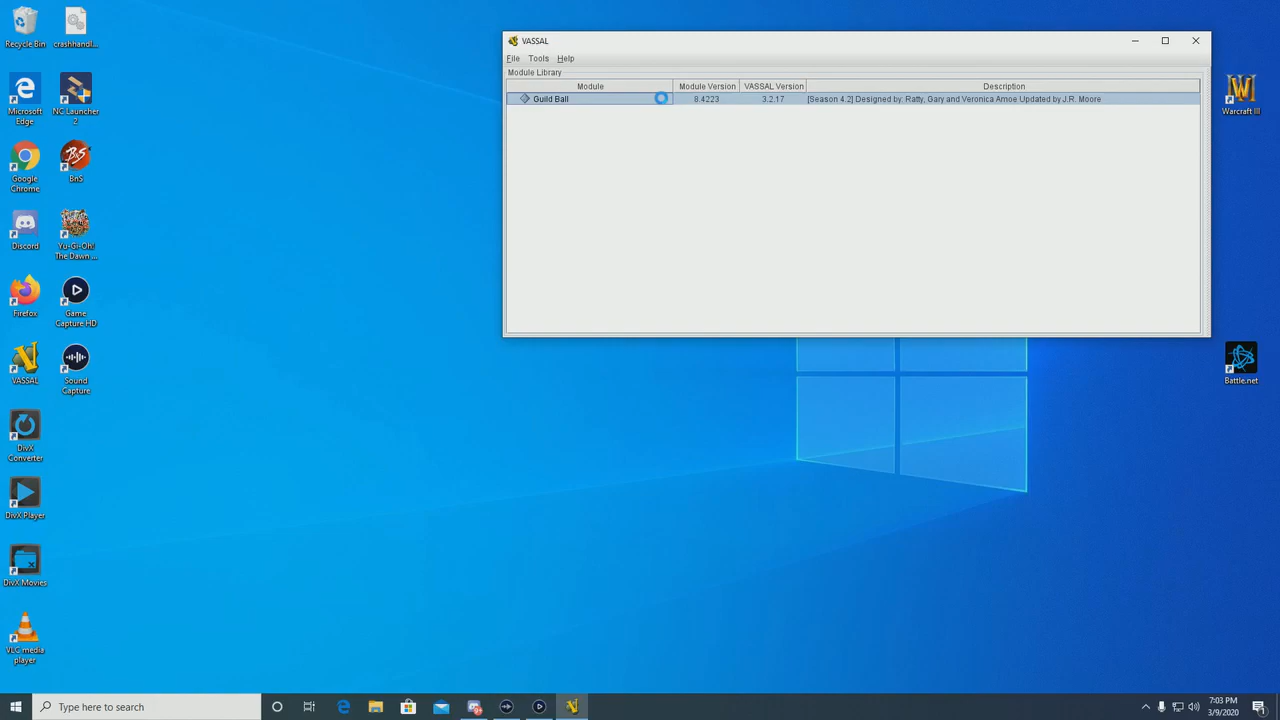 Recycle Bin
crashhandl...
Microsoft
Edge
NC Launcher
2
Google
Chrome
BnS
Discord
Yu-Gi-Oh!
The Dawn ...
Firefox
Game
Capture HD
VASSAL
Sound
Capture
DivX
Converter
DivX Player
DivX Movies
VLC media
player
VASSAL
File Tools Help
Module Library
Module Module Version VASSAL Version Description
Guild Ball 8.4223 3.2.17 [Season 4.2] Designed by: Ratty, Gary and Veronica Amoe Updated by J.R. Moore
Warcraft III
Battle.net
Type here to search
7:03 PM
3/9/2020